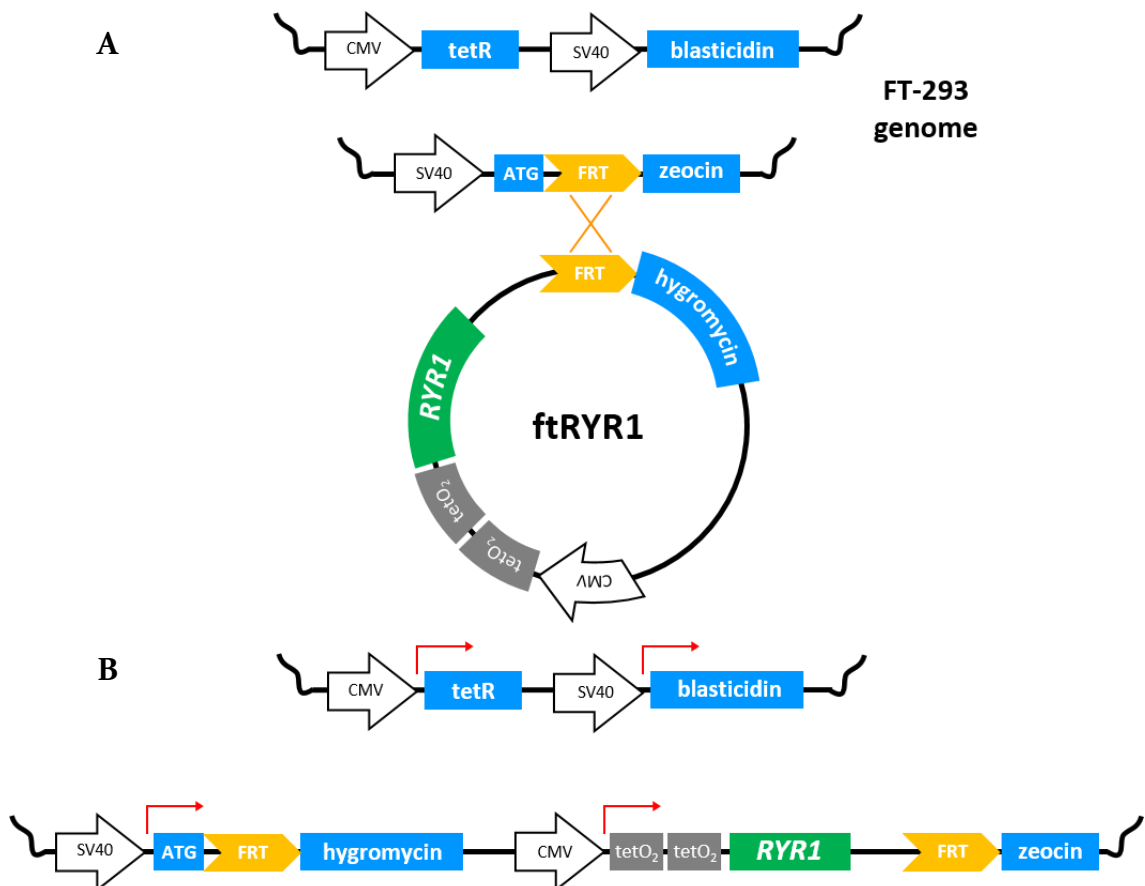 A
CMV
tetR
SV40
blasticidin
FT-293
genome
SV40
ATG
FRT
zeocin
FRT
hygromycin
RYR1
ftRYR1
tetO₂
tetO₂
CMV
B
CMV
tetR
SV40
blasticidin
SV40
ATG
FRT
hygromycin
CMV
tetO₂
tetO₂
RYR1
FRT
zeocin